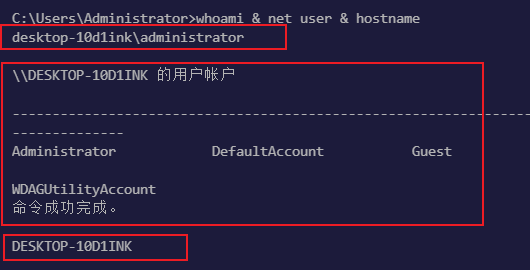 C:\Users\Administrator>whoami & net user & hostname
desktop-10d1ink\administrator
\\DESKTOP-10D1INK 的用户帐户
-----------------------------------------------------------------
--------------
Administrator            DefaultAccount           Guest
WDAGUtilityAccount
命令成功完成。
DESKTOP-10D1INK